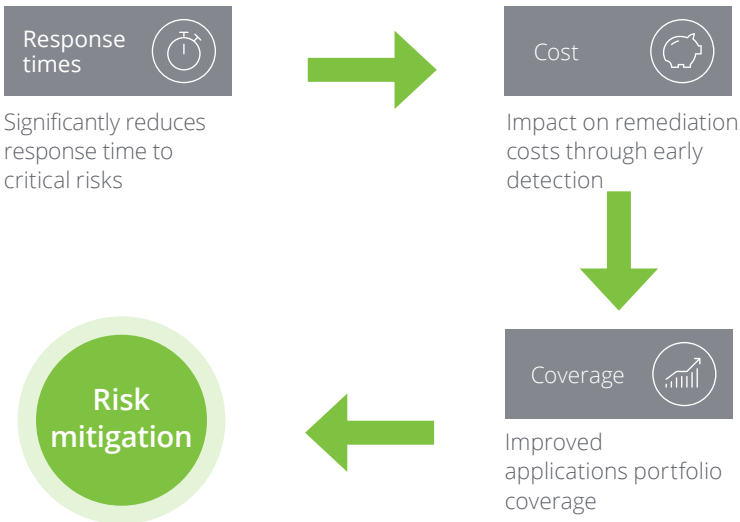 Response
times
Significantly reduces
response time to
critical risks
Cost
Impact on remediation
costs through early
detection
Coverage
Improved
applications portfolio
coverage
Risk
mitigation